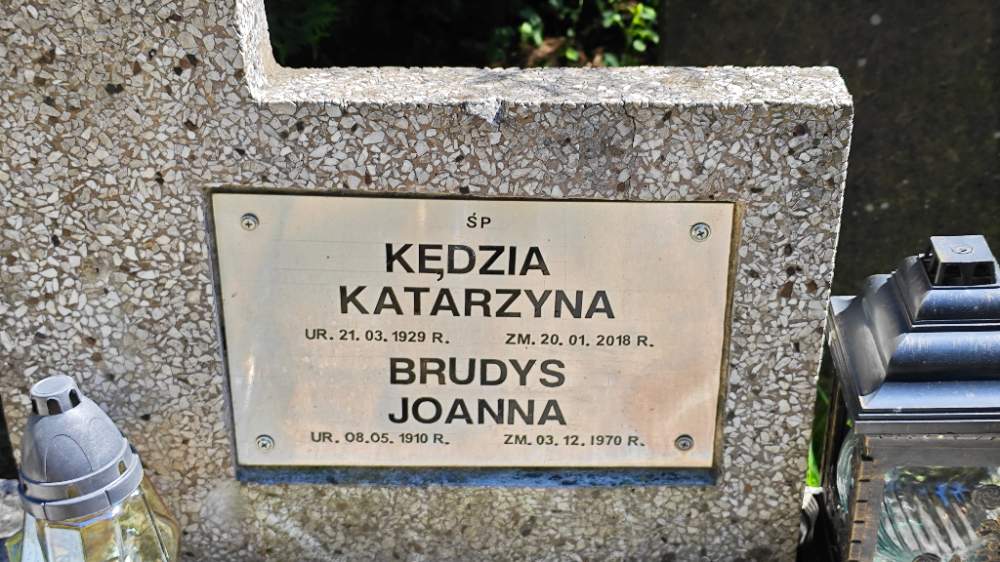 ŚP
KĘDZIA
KATARZYNA
UR. 21. 03. 1929 R. ZM. 20. 01. 2018 R.
BRUDYS
JOANNA
UR. 08.05. 1910 R. ZM. 03. 12. 1970 R.